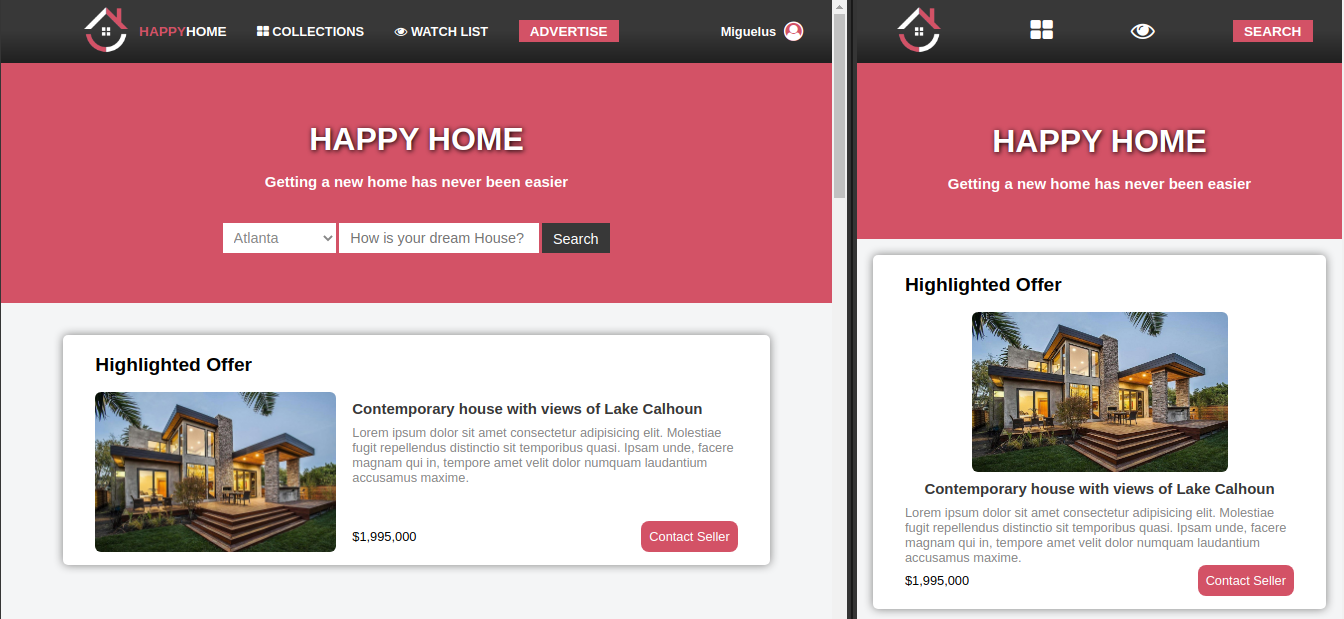 HAPPYHOME COLLECTIONS WATCH LIST ADVERTISE Miguelus
HAPPY HOME
Getting a new home has never been easier
Atlanta How is your dream House? Search
Highlighted Offer
Contemporary house with views of Lake Calhoun
Lorem ipsum dolor sit amet consectetur adipisicing elit. Molestiae
fugit repellendus distinctio sit temporibus quasi. Ipsam unde, facere
magnam qui in, tempore amet velit dolor numquam laudantium
accusamus maxime.
$1,995,000 Contact Seller
SEARCH
HAPPY HOME
Getting a new home has never been easier
Highlighted Offer
Contemporary house with views of Lake Calhoun
Lorem ipsum dolor sit amet consectetur adipisicing elit. Molestiae
fugit repellendus distinctio sit temporibus quasi. Ipsam unde, facere
magnam qui in, tempore amet velit dolor numquam laudantium
accusamus maxime.
$1,995,000 Contact Seller